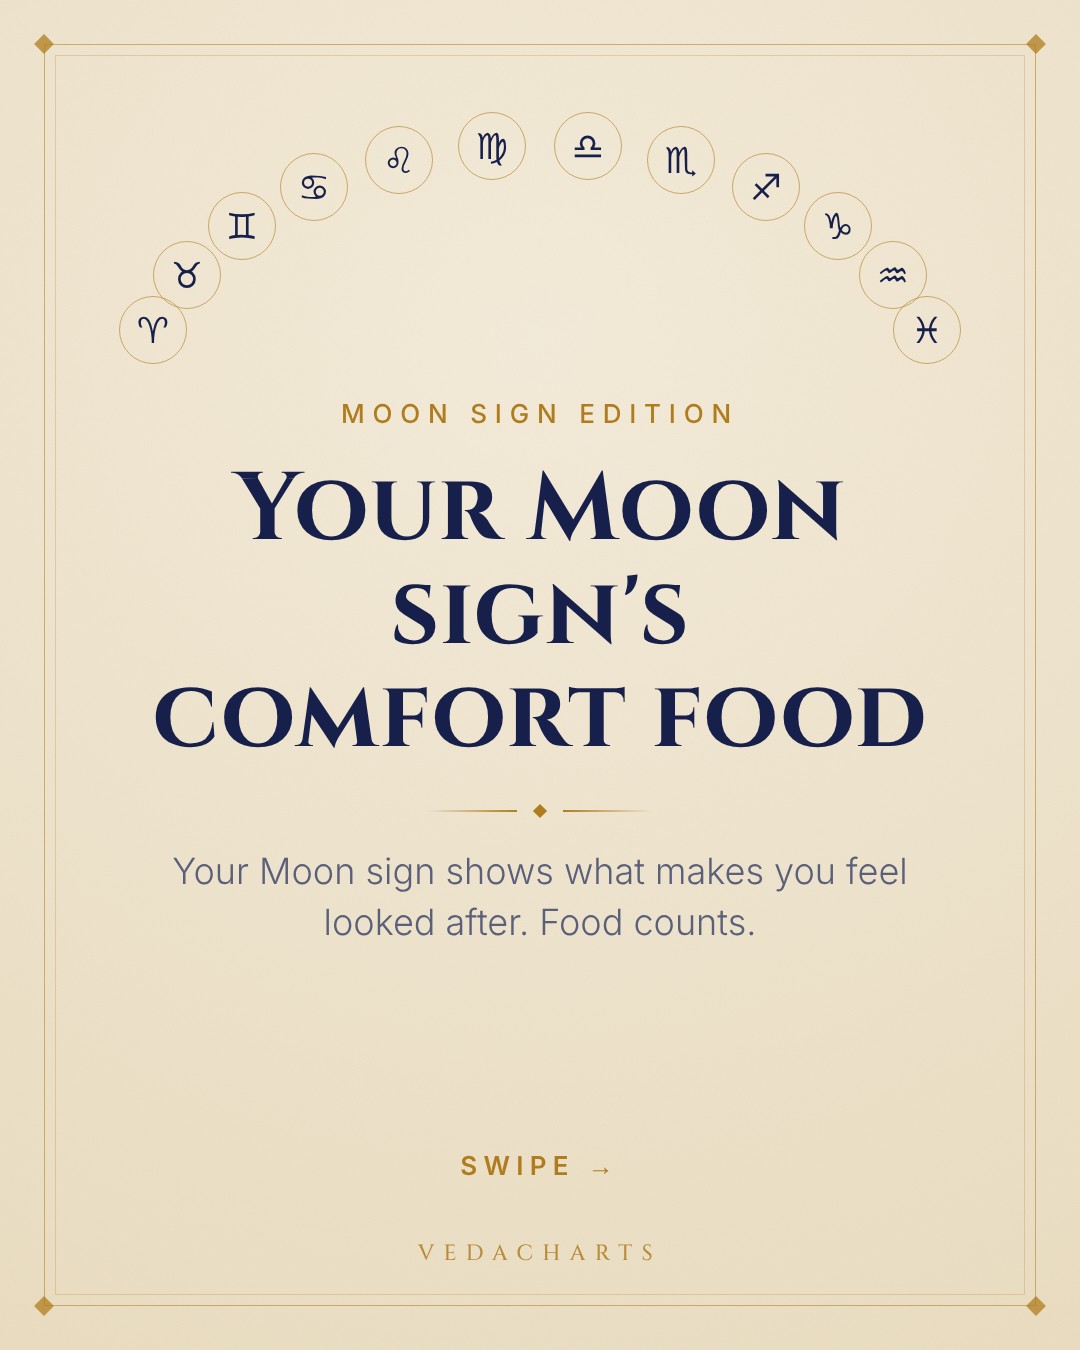 ♈ ♉ ♊ ♋ ♌ ♍ ♎ ♏ ♐ ♑ ♒ ♓
MOON SIGN EDITION
YOUR MOON
SIGN'S
COMFORT FOOD
Your Moon sign shows what makes you feel
looked after. Food counts.
SWIPE →
VEDACHARTS